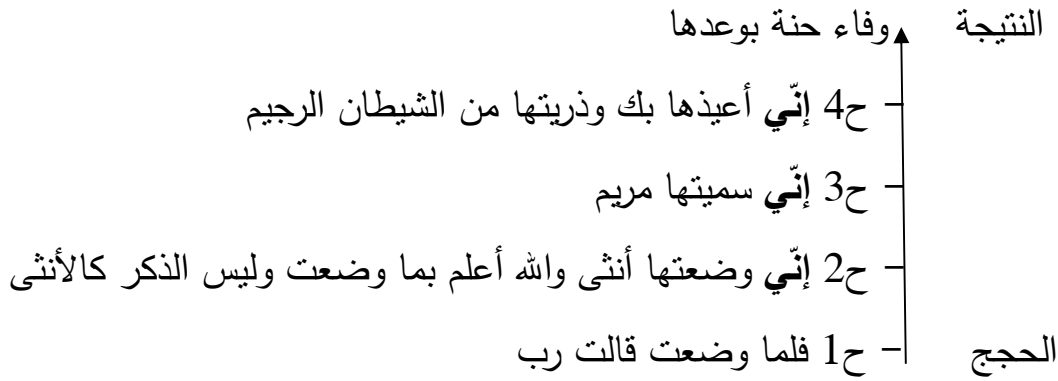 النتيجة وفاء حنة بوعدها
– ح4 إنّي أعيذها بك وذريتها من الشيطان الرجيم
– ح3 إنّي سميتها مريم
– ح2 إنّي وضعتها أنثى والله أعلم بما وضعت وليس الذكر كالأنثى
الحجج – ح1 فلما وضعت قالت رب